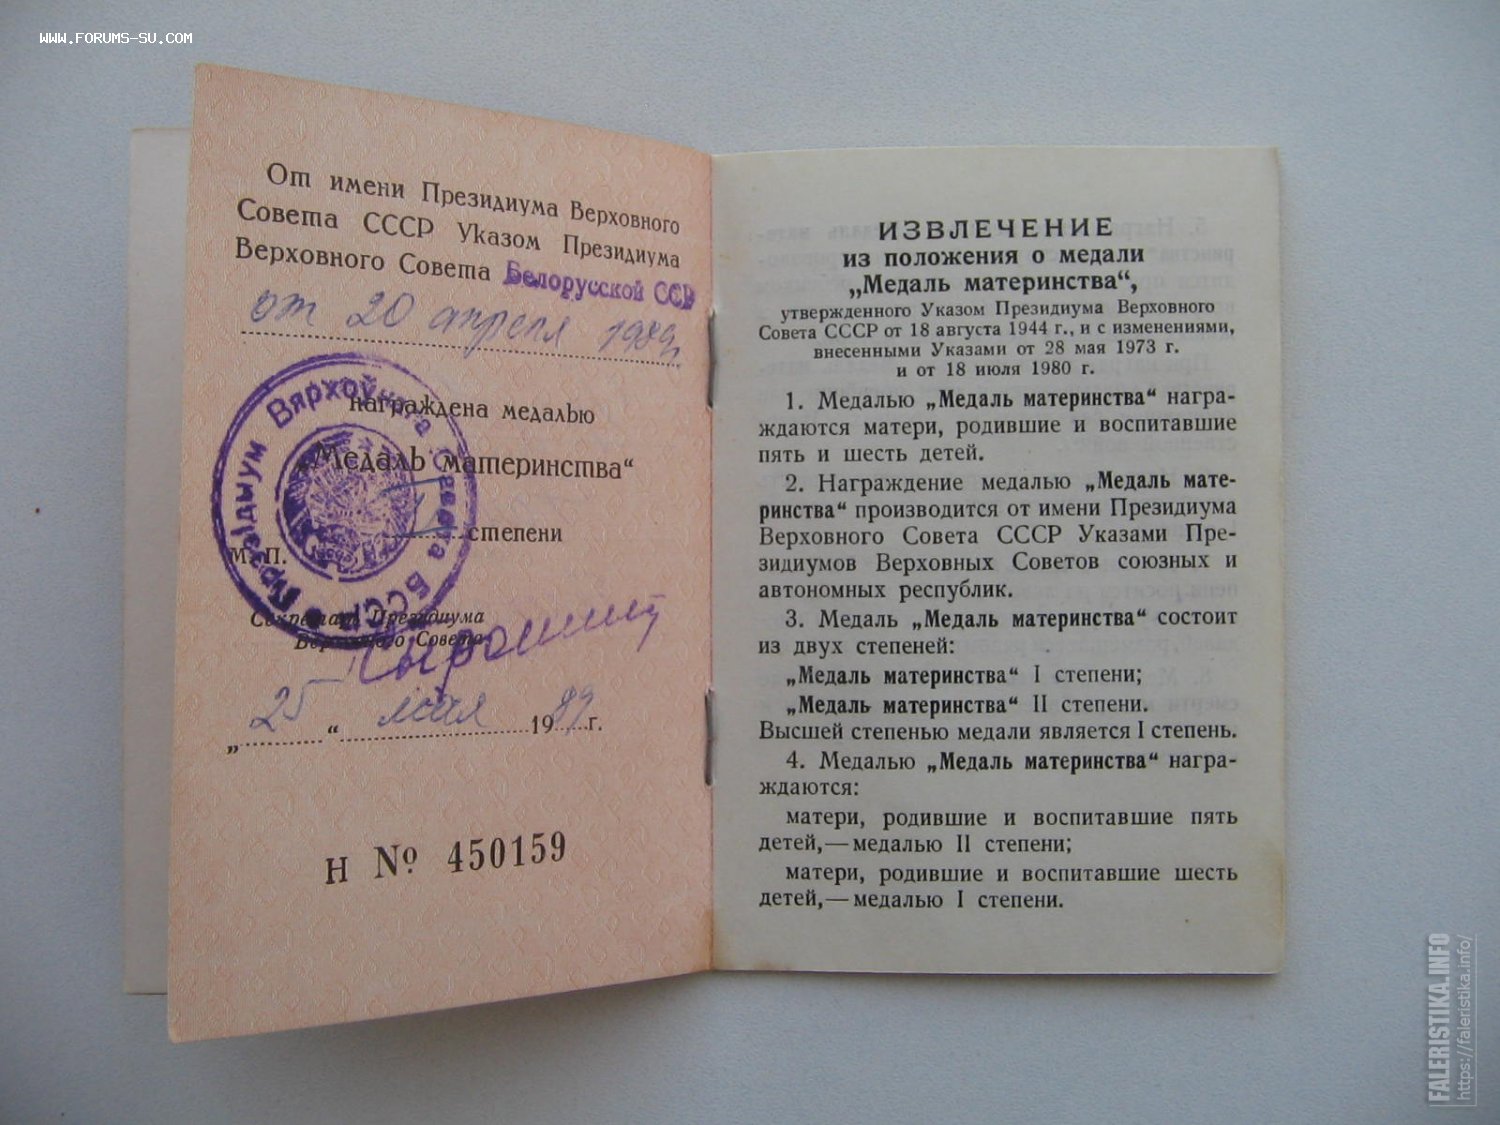 WWW.FORUMS-SU.COM
От имени Президиума Верховного
Совета СССР Указом Президиума
Верховного Совета Белорусской ССР
от 20 апреля 1989г
награждена медалью
„Медаль материнства“
степени
М. П.
Прэзідыум Вярхоўнага Савета БССР
Секретарь Президиума
Верховного Совета
„25“ мая 1989 г.
Н № 450159
ИЗВЛЕЧЕНИЕ
из положения о медали
„Медаль материнства“,
утвержденного Указом Президиума Верховного
Совета СССР от 18 августа 1944 г., и с изменениями,
внесенными Указами от 28 мая 1973 г.
и от 18 июля 1980 г.
1. Медалью „Медаль материнства“ награ-
ждаются матери, родившие и воспитавшие
пять и шесть детей.
2. Награждение медалью „Медаль мате-
ринства“ производится от имени Президиума
Верховного Совета СССР Указами Пре-
зидиумов Верховных Советов союзных и
автономных республик.
3. Медаль „Медаль материнства“ состоит
из двух степеней:
„Медаль материнства“ I степени;
„Медаль материнства“ II степени.
Высшей степенью медали является I степень.
4. Медалью „Медаль материнства“ награ-
ждаются:
матери, родившие и воспитавшие пять
детей,—медалью II степени;
матери, родившие и воспитавшие шесть
детей,—медалью I степени.
FALERISTIKA.INFO
https://faleristika.info/